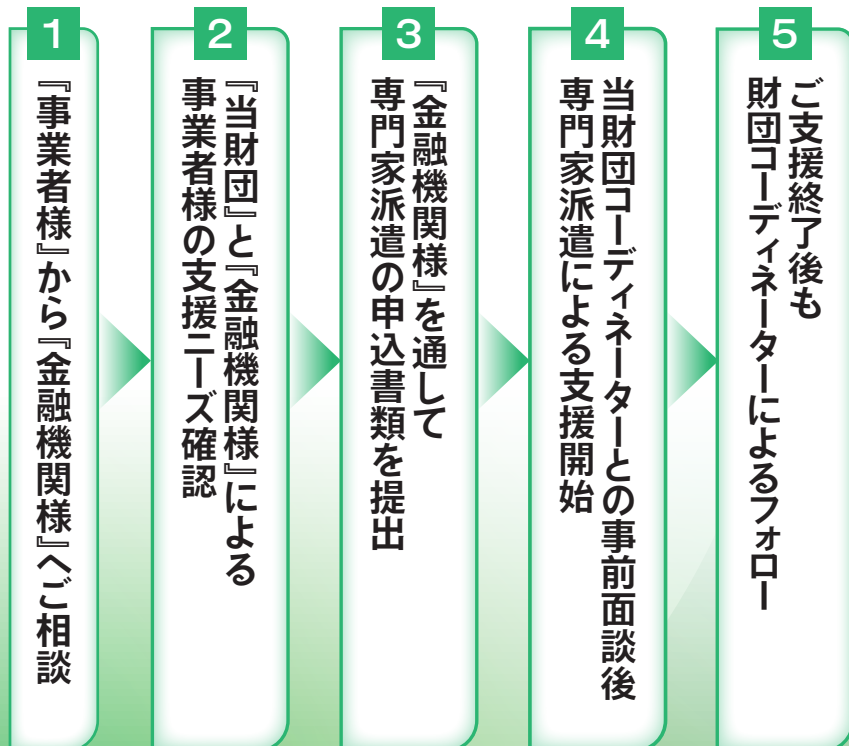 1
『事業者様』から『金融機関様』へご相談
2
『当財団』と『金融機関様』による
事業者様の支援ニーズ確認
3
『金融機関様』を通して
専門家派遣の申込書類を提出
4
当財団コーディネーターとの事前面談後
専門家派遣による支援開始
5
ご支援終了後も
財団コーディネーターによるフォロー